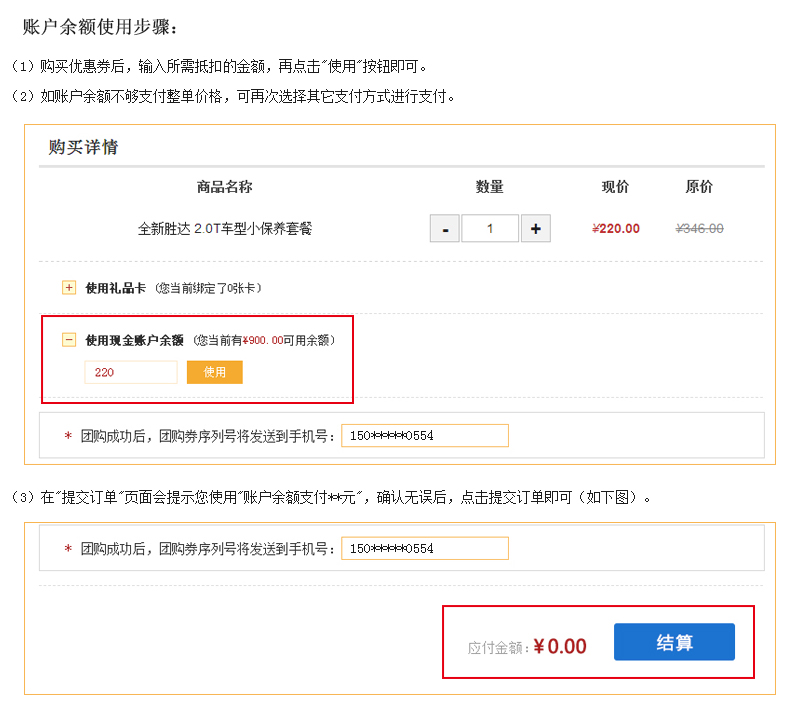 账户余额使用步骤：
（1）购买优惠券后，输入所需抵扣的金额，再点击"使用"按钮即可。
（2）如账户余额不够支付整单价格，可再次选择其它支付方式进行支付。
购买详情
商品名称 数量 现价 原价
全新胜达 2.0T车型小保养套餐 - 1 + ¥220.00 ¥346.00
+ 使用礼品卡（您当前绑定了0张卡）
- 使用现金账户余额（您当前有¥900.00可用余额）
220 使用
* 团购成功后，团购券序列号将发送到手机号： 150*****0554
（3）在"提交订单"页面会提示您使用"账户余额支付**元"，确认无误后，点击提交订单即可（如下图）。
* 团购成功后，团购券序列号将发送到手机号： 150*****0554
应付金额：¥0.00 结算